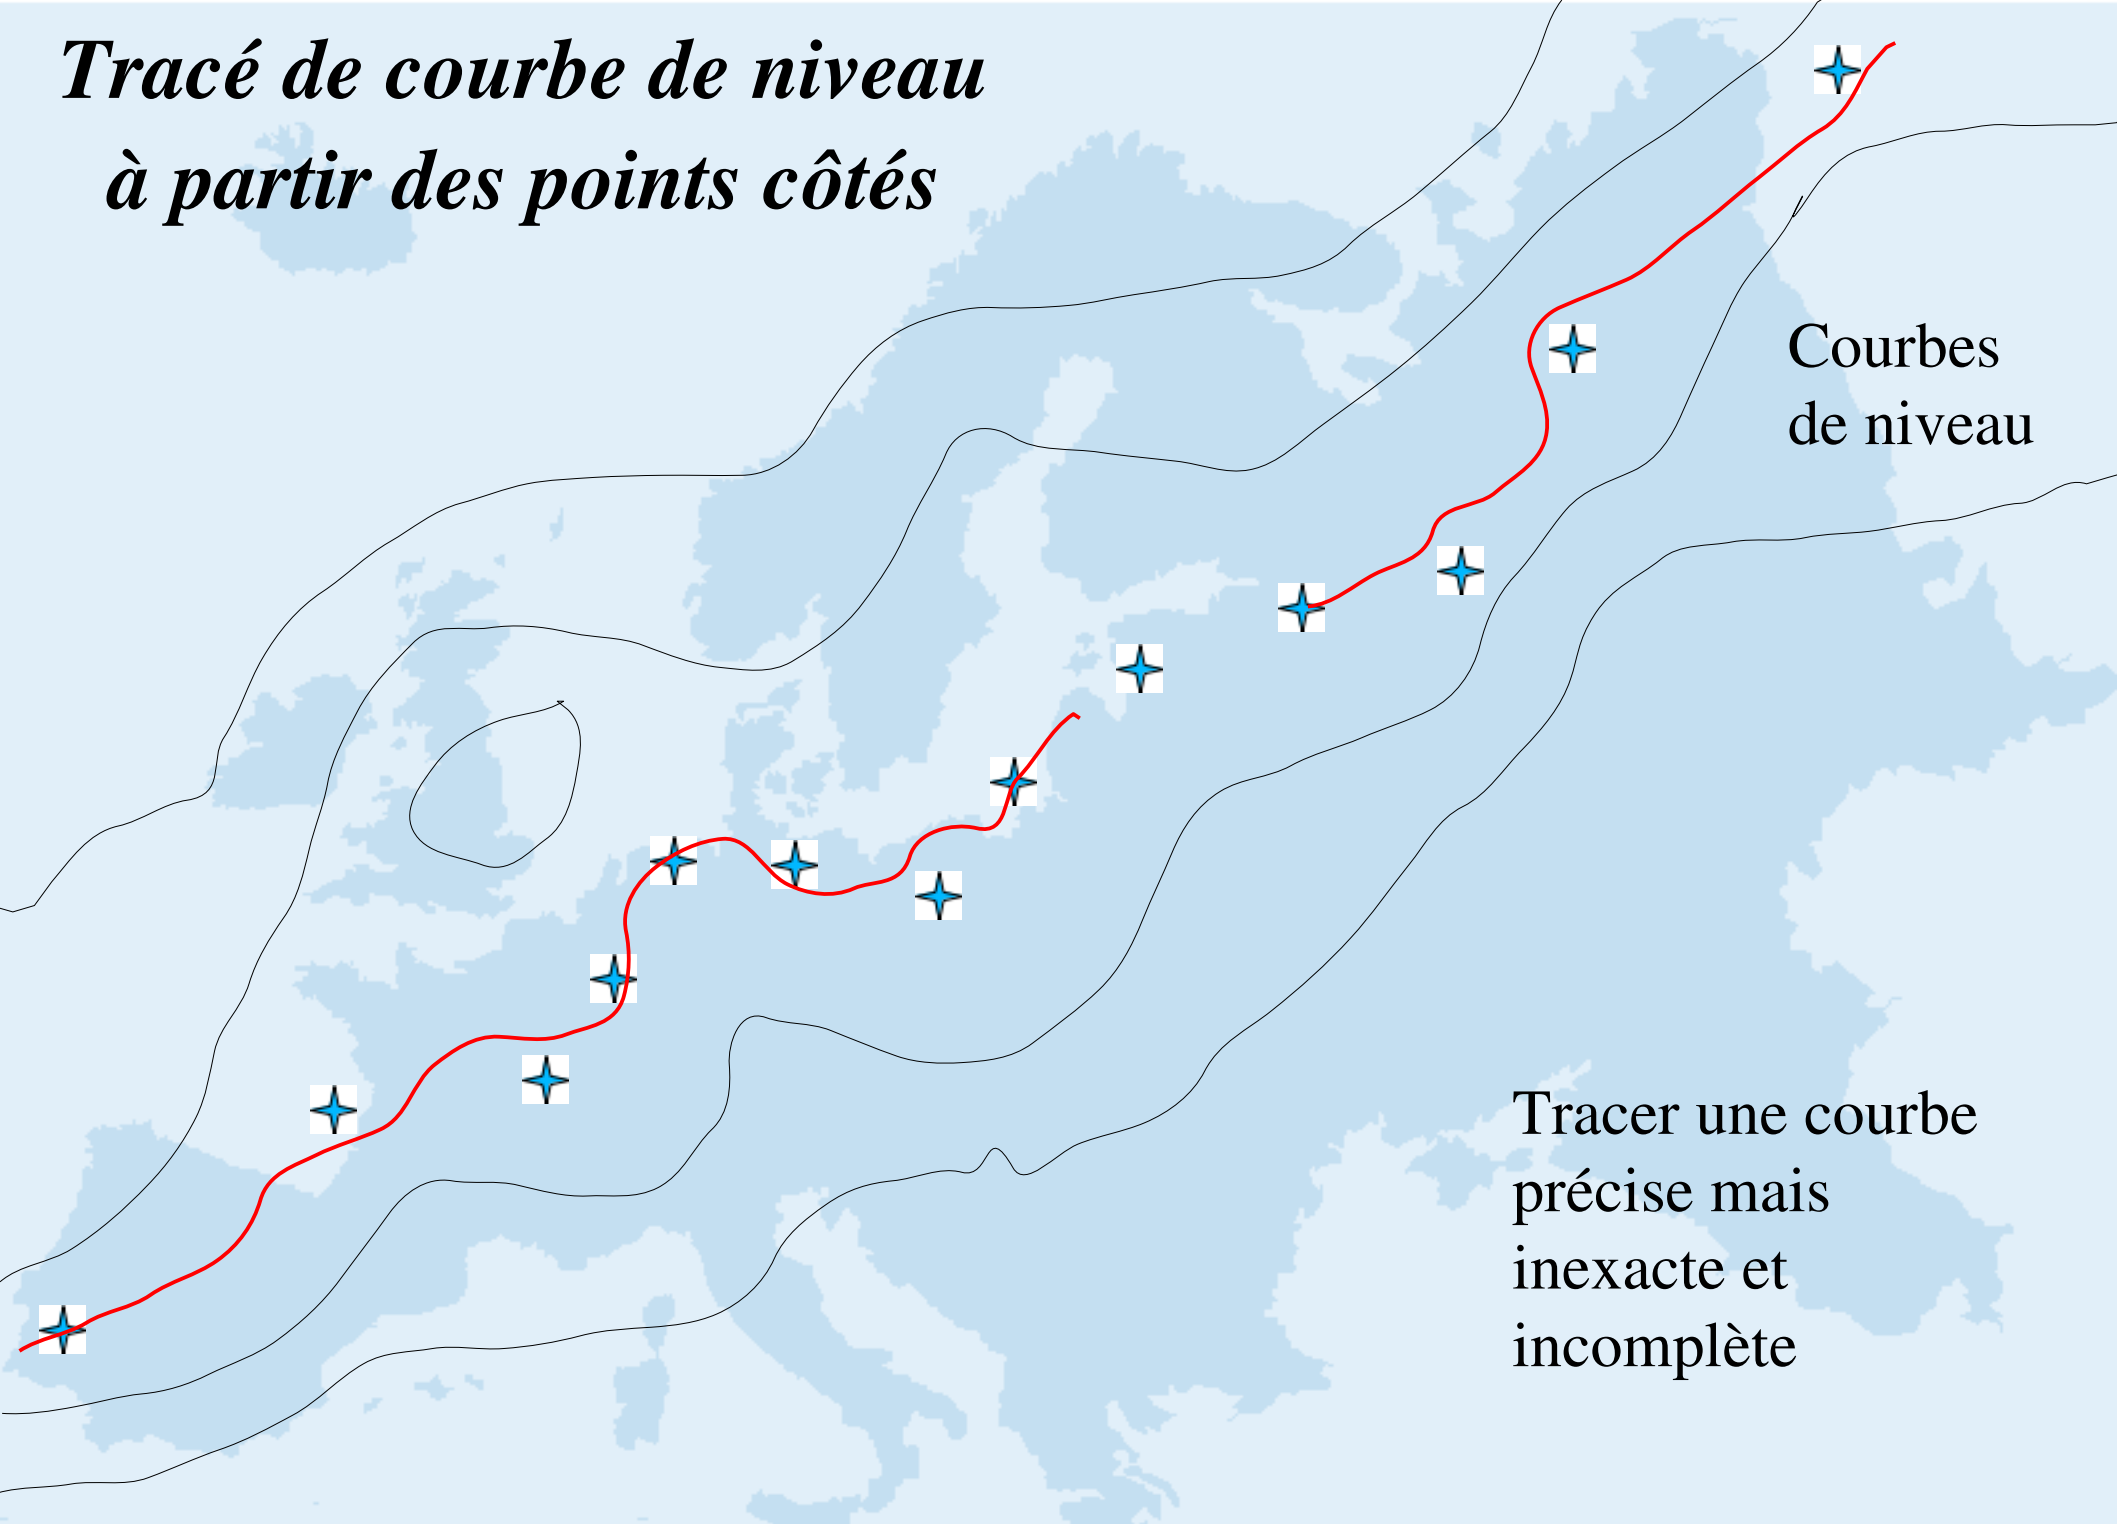 Tracé de courbe de niveau
à partir des points côtés
Courbes
de niveau
Tracer une courbe
précise mais
inexacte et
incomplète